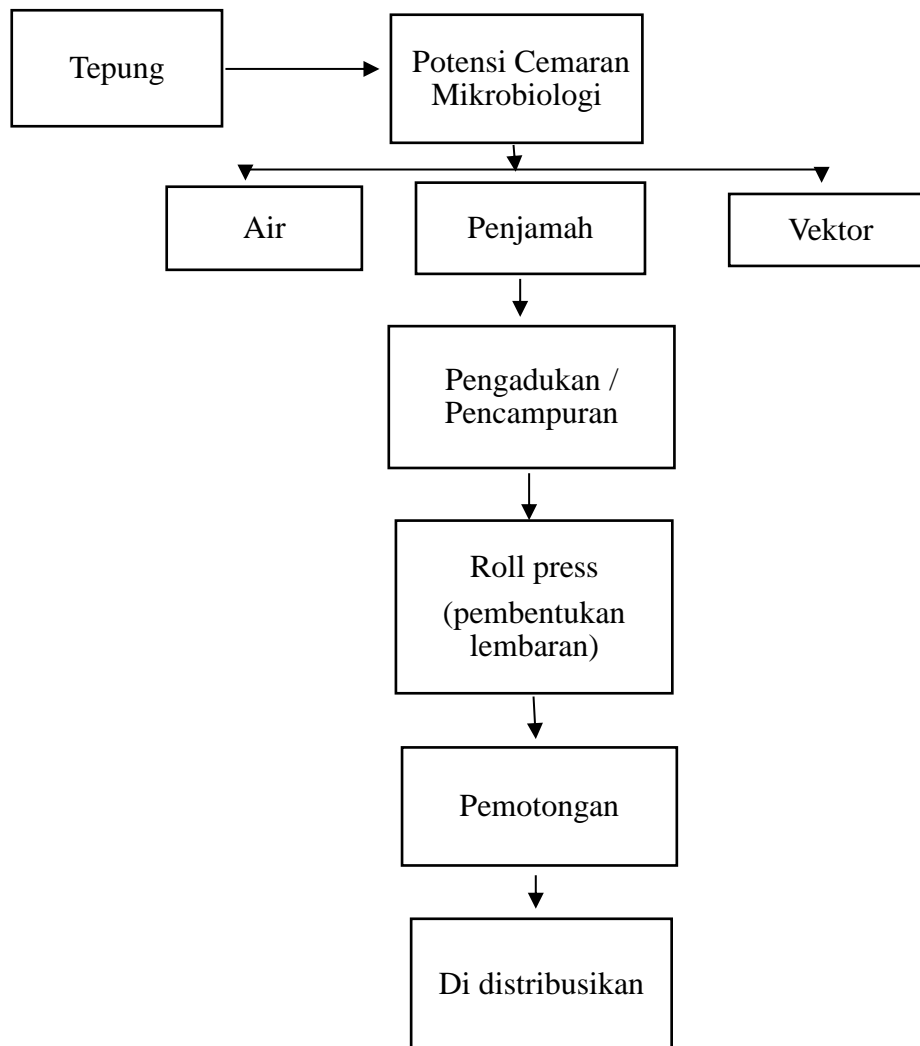 Tepung
Potensi Cemaran
Mikrobiologi
Air
Penjamah
Vektor
Pengadukan /
Pencampuran
Roll press
(pembentukan
lembaran)
Pemotongan
Di distribusikan